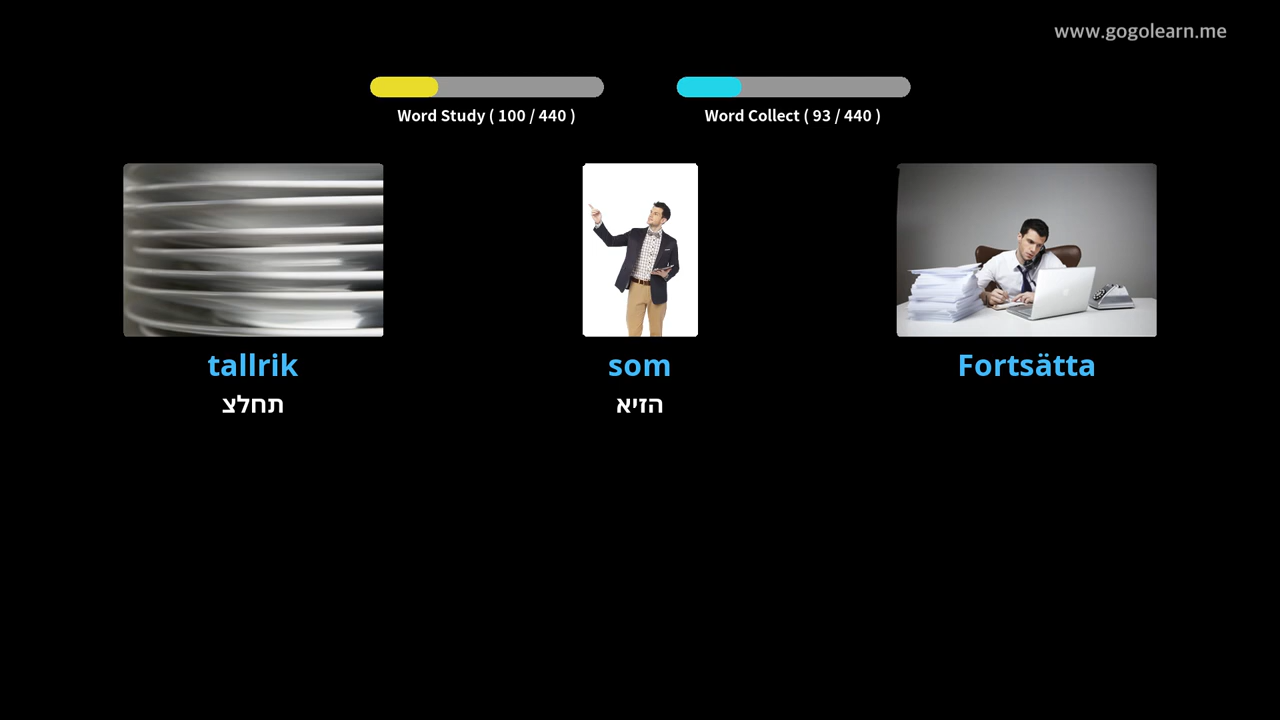 www.gogolearn.me
Word Study ( 100 / 440 )
Word Collect ( 93 / 440 )
tallrik
som
Fortsätta
תחלצ
הזיא